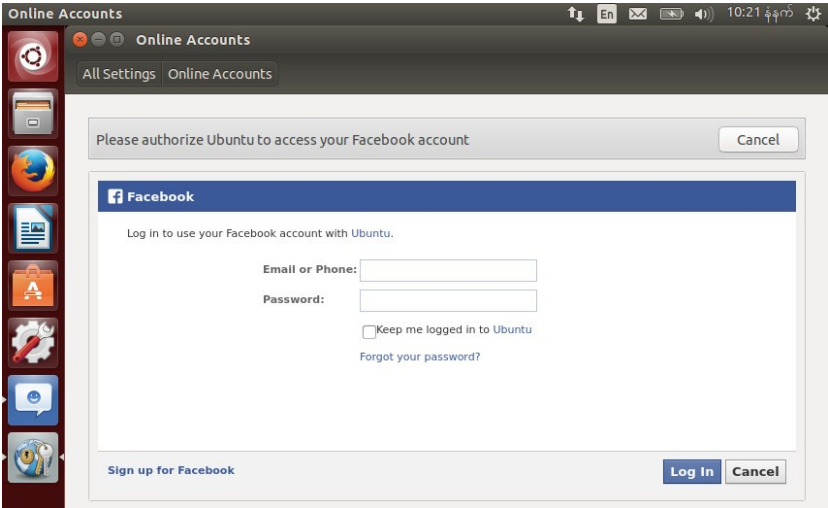 Online Accounts
En
10:21 နံနက်
Online Accounts
All Settings
Online Accounts
Please authorize Ubuntu to access your Facebook account
Cancel
Facebook
Log in to use your Facebook account with Ubuntu.
Email or Phone:
Password:
Keep me logged in to Ubuntu
Forgot your password?
Sign up for Facebook
Log In
Cancel